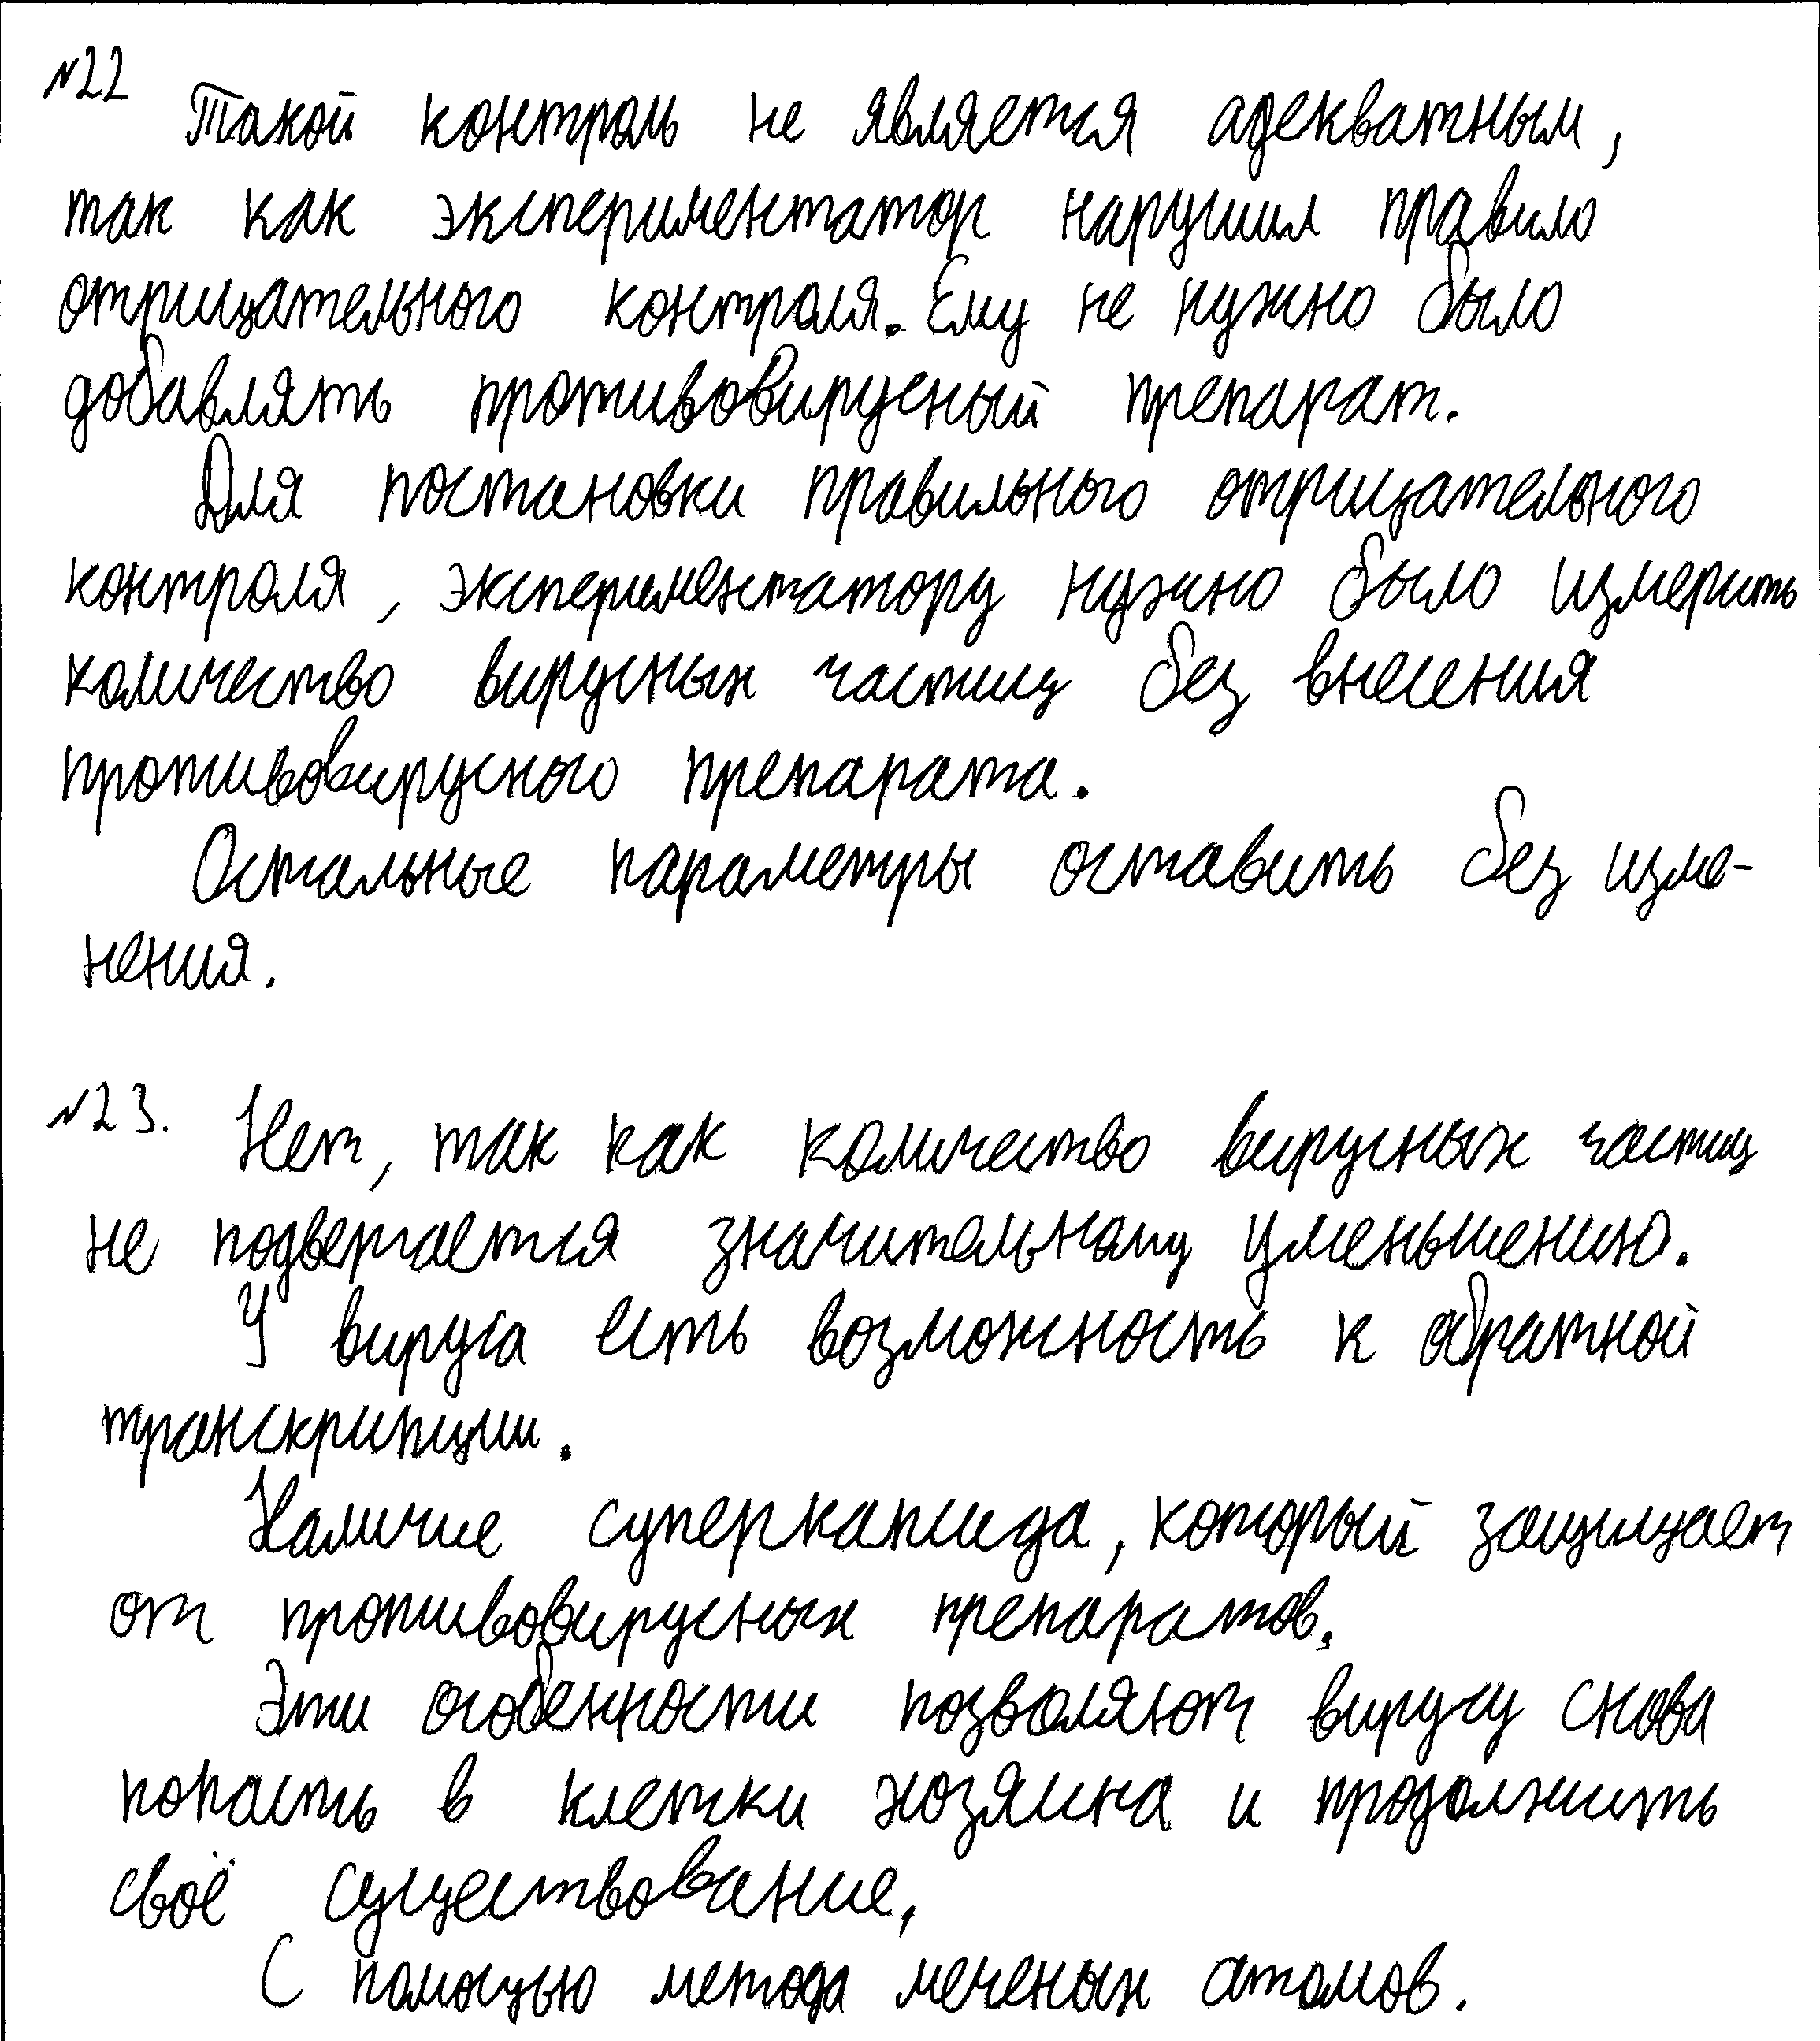 №22 Такой контроль не является адекватным,
так как экспериментатор нарушил правило
отрицательного контроля. Ему не нужно было
добавлять противовирусный препарат.
Для постановки правильного отрицательного
контроля, экспериментатору нужно было измерить
количество вирусных частиц без внесения
противовирусного препарата.
Остальные параметры оставить без изме-
нения.
№23. Нет, так как количество вирусных частиц
не подвергается значительному уменьшению.
У вируса есть возможность к обратной
транскрипции.
Наличие суперкапсида, который защищает
от противовирусных препаратов.
Эти особенности позволяют вирусу снова
попасть в клетки хозяина и продолжить
своё существование.
С помощью метода меченых атомов.